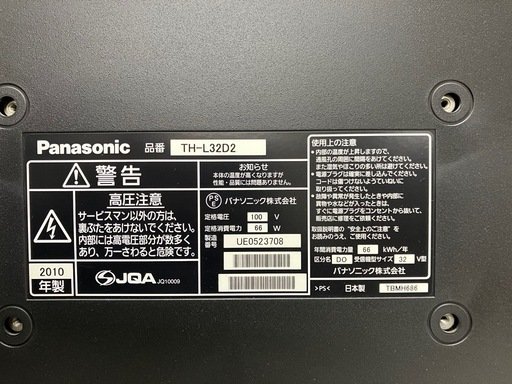 Panasonic 品番 TH-L32D2
警告
高圧注意
サービスマン以外の方は、
裏ぶたをあけないでください。
内部には高電圧部分が数多く
あり、万一さわると危険です。
2010
年製
JQA JQ10009
お知らせ
本体の温度が高くなりますが
性能・品質には問題ありません
PS
E
パナソニック株式会社
定格電圧 100 V
定格消費電力 66 W
製造
番号 UE0523708
使用上の注意
・内部の温度が上昇しますので、
通風孔の周囲に間隔をあけてください。
また湿気やほこりの多い所は避けてください。
・電源プラグは確実に差し込んでください。
コードは傷つけないようていねいに
取り扱ってください。
・故障や異常が発生したときや、
内部に水や異物が入ったときは、
すぐに電源プラグをコンセントから抜いて、
販売店に修理をご依頼ください。
取扱説明書の"安全上のご注意"も
お読みのうえ、正しくご使用ください。
年間消費電力量 66 kWh/年
区分名 DO 受信機型サイズ 32 V型
パナソニック株式会社
>PS< 日本製 TBMH686